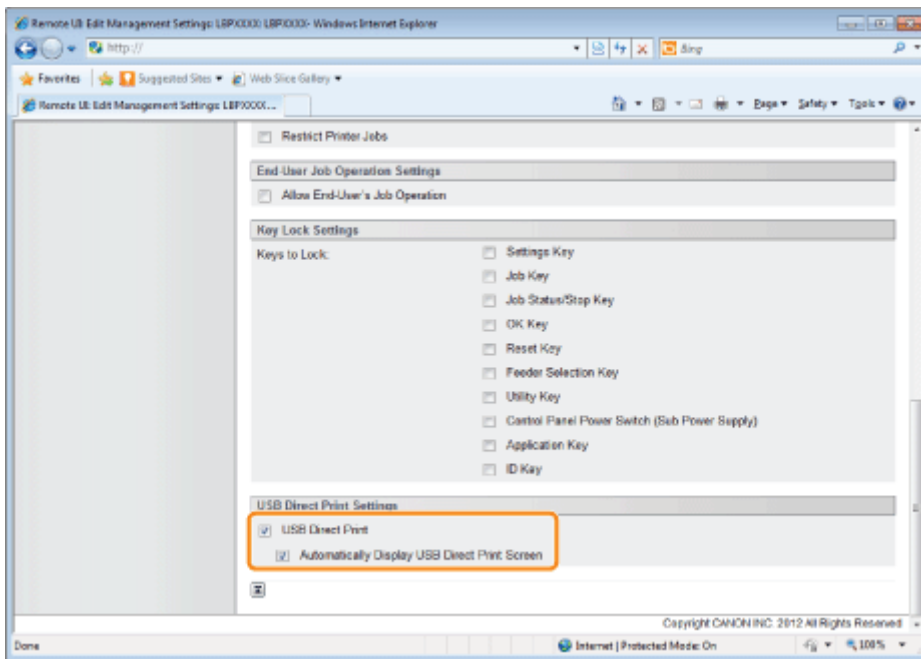 Remote UI: Edit Management Settings: LBPXXXX: LBPXXXX- Windows Internet Explorer
http://
Bing
Favorites Suggested Sites Web Slice Gallery
Remote UI: Edit Management Settings: LBPXXXX...
Page Safety Tools
Restrict Printer Jobs
End-User Job Operation Settings
Allow End-User's Job Operation
Key Lock Settings
Keys to Lock: Settings Key
Job Key
Job Status/Stop Key
OK Key
Reset Key
Feeder Selection Key
Utility Key
Control Panel Power Switch (Sub Power Supply)
Application Key
ID Key
USB Direct Print Settings
USB Direct Print
Automatically Display USB Direct Print Screen
Copyright CANON INC. 2012 All Rights Reserved
Done Internet | Protected Mode: On 100%